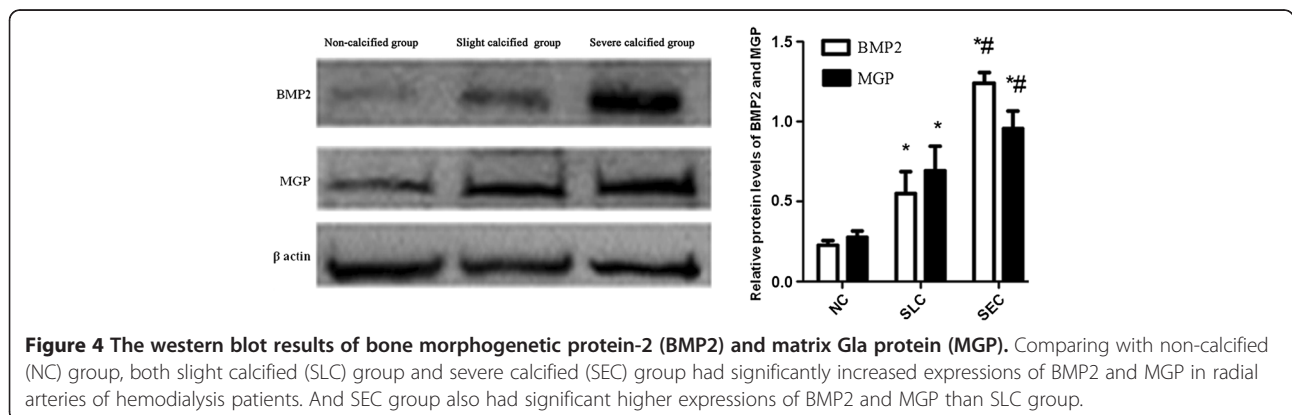 Non-calcified group Slight calcified group Severe calcified group
BMP2
MGP
β actin
Relative protein levels of BMP2 and MGP
1.5
1.0
0.5
0.0
BMP2
MGP
* * *# *#
NC SLC SEC
Figure 4 The western blot results of bone morphogenetic protein-2 (BMP2) and matrix Gla protein (MGP). Comparing with non-calcified
(NC) group, both slight calcified (SLC) group and severe calcified (SEC) group had significantly increased expressions of BMP2 and MGP in radial
arteries of hemodialysis patients. And SEC group also had significant higher expressions of BMP2 and MGP than SLC group.